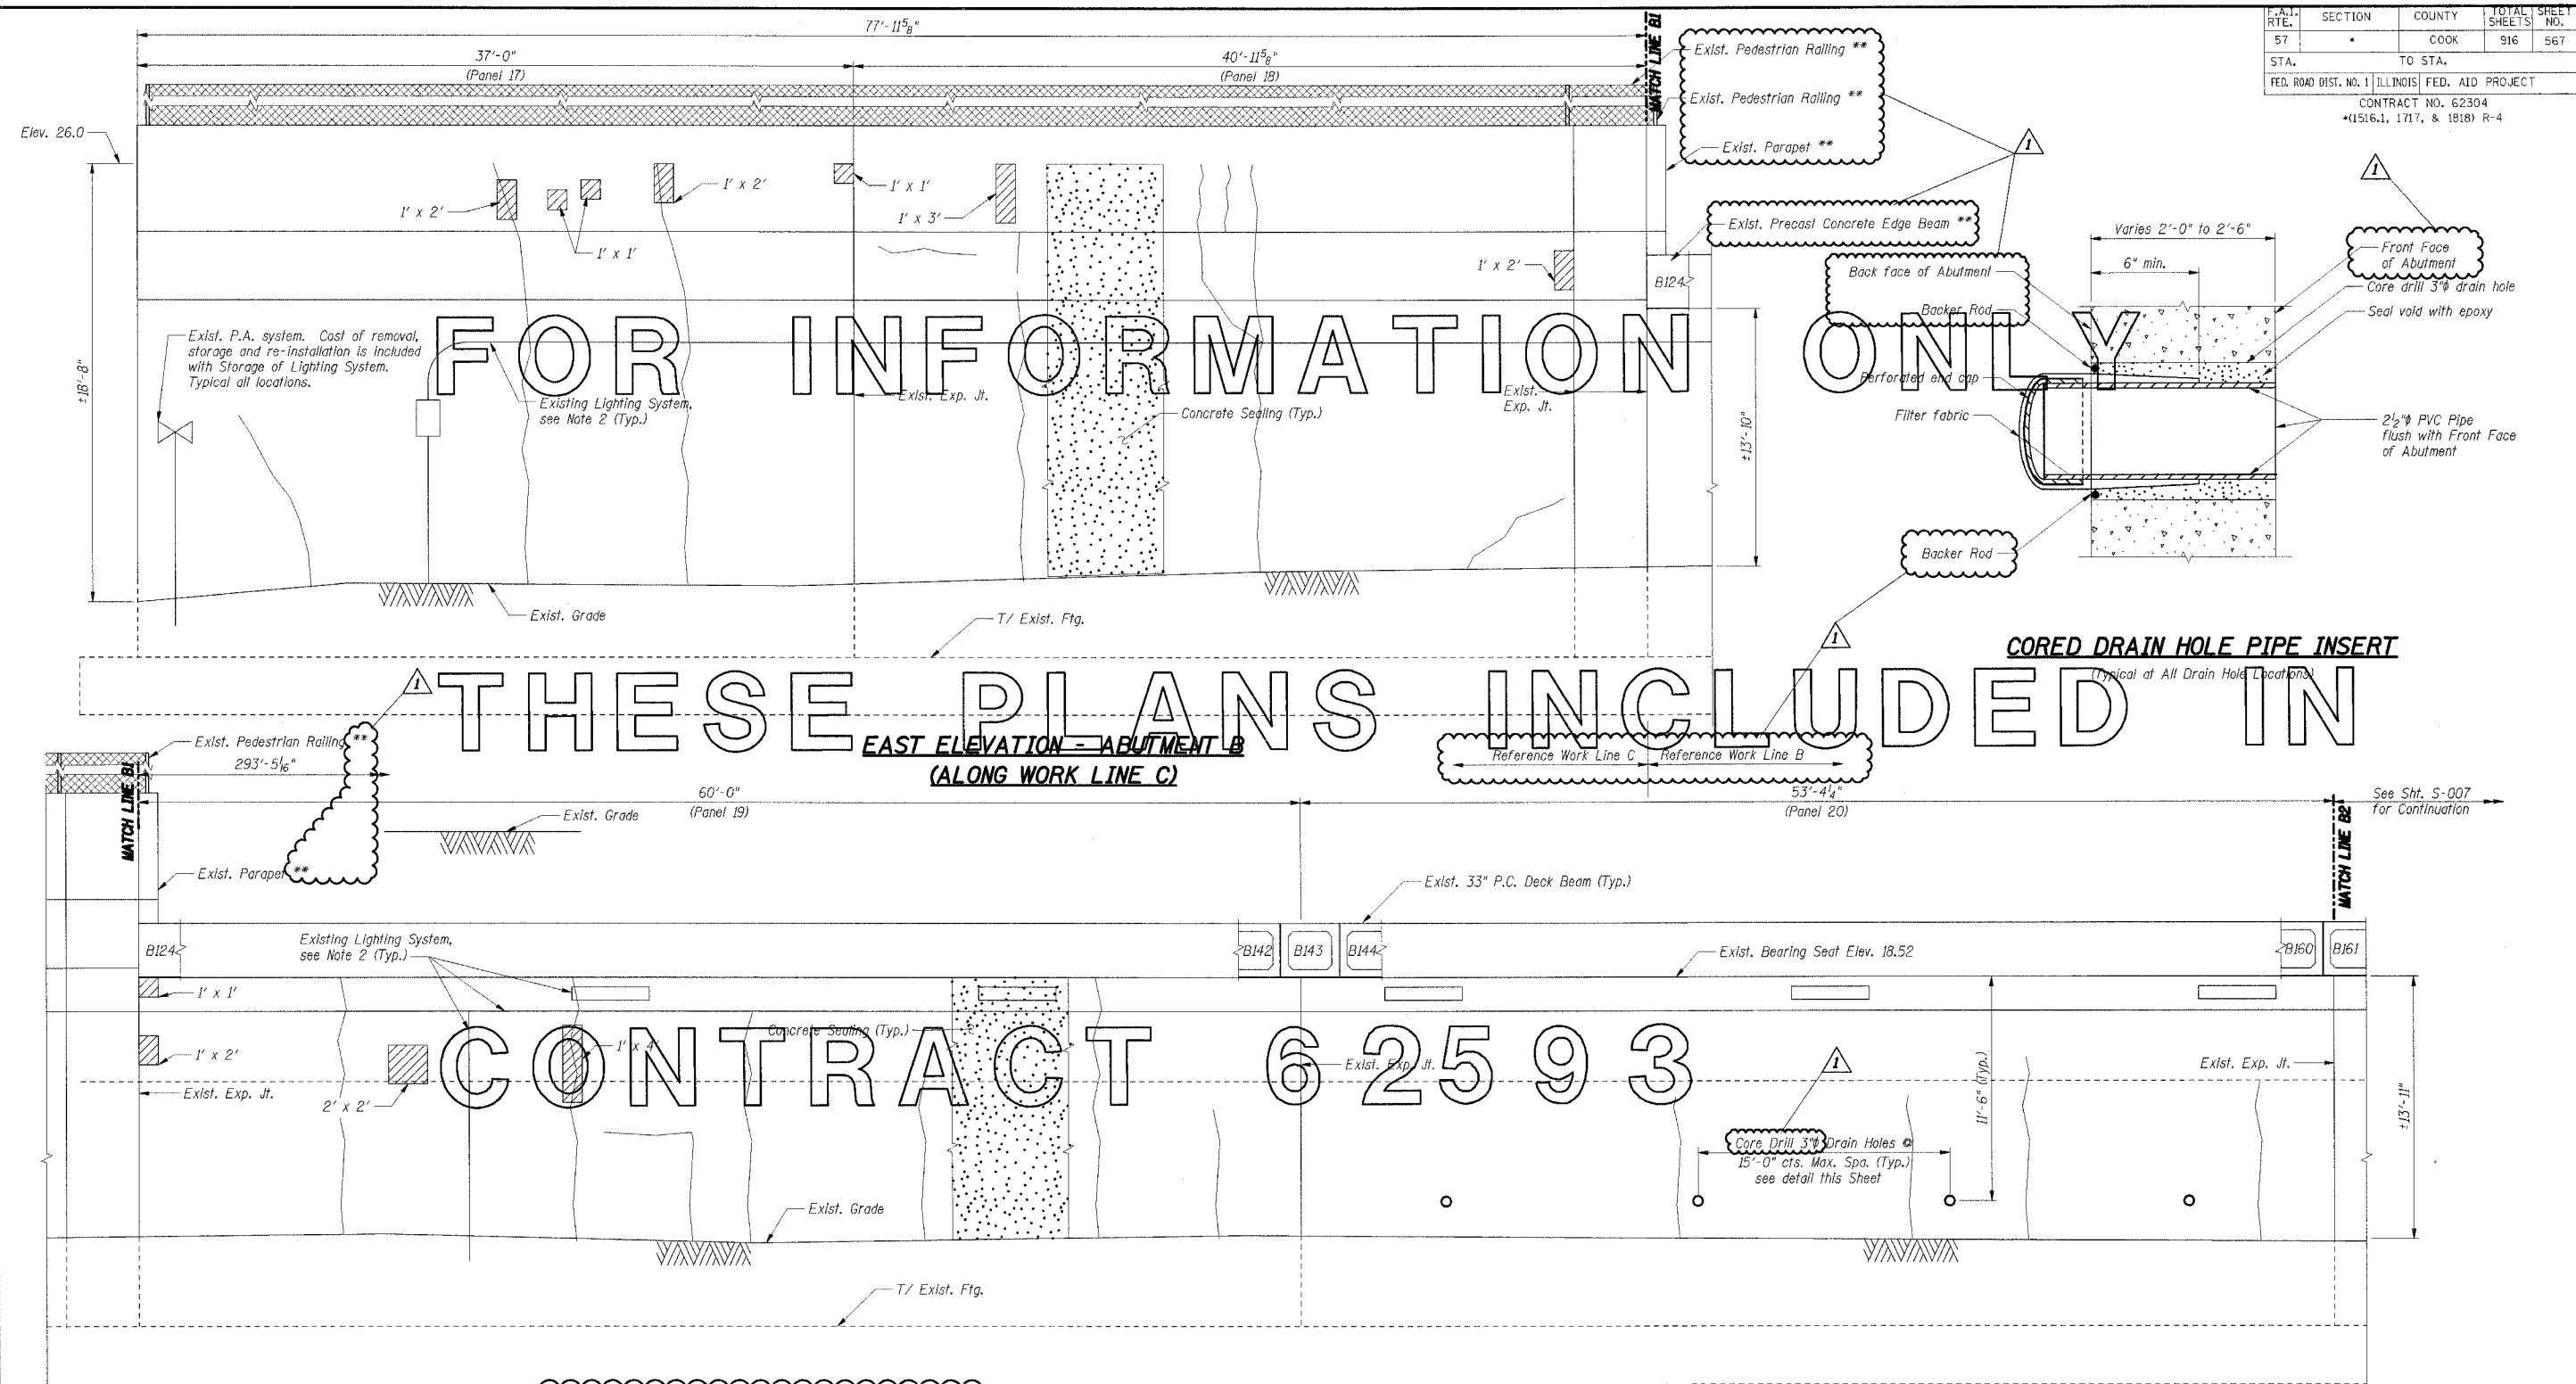 F.A.I. RTE. SECTION COUNTY TOTAL SHEETS SHEET NO.
57 * COOK 916 567
STA. TO STA.
FED. ROAD DIST. NO. 1 ILLINOIS FED. AID PROJECT
CONTRACT NO. 62304
*(1516.1, 1717, & 1818) R-4
77'-11 5/8"
37'-0"
(Panel 17)
40'-11 5/8"
(Panel 18)
MATCH LINE B1
Exist. Pedestrian Railing **
Exist. Pedestrian Railing **
Exist. Parapet **
Elev. 26.0
1
1
1' x 2'
1' x 1'
1' x 2'
1' x 1'
1' x 3'
1' x 2'
Exist. Precast Concrete Edge Beam **
B124
±18'-8"
±13'-10"
Exist. P.A. system. Cost of removal,
storage and re-installation is included
with Storage of Lighting System.
Typical all locations.
Existing Lighting System,
see Note 2 (Typ.)
Exist. Exp. Jt.
Concrete Sealing (Typ.)
Exist.
Exp. Jt.
Exist. Grade
T/ Exist. Ftg.
Varies 2'-0" to 2'-6"
6" min.
Back face of Abutment
Backer Rod
Perforated end cap
Filter fabric
Front Face
of Abutment
Core drill 3"ϕ drain hole
Seal void with epoxy
2½"ϕ PVC Pipe
flush with Front Face
of Abutment
Backer Rod
1
CORED DRAIN HOLE PIPE INSERT
(Typical at All Drain Hole Locations)
FOR INFORMATION ONLY
THESE PLANS INCLUDED IN
CONTRACT 62593
EAST ELEVATION - ABUTMENT B
(ALONG WORK LINE C)
Reference Work Line C
Reference Work Line B
1
Exist. Pedestrian Railing **
293'-5 1/16"
MATCH LINE B1
60'-0"
(Panel 19)
53'-4¼"
(Panel 20)
See Sht. S-007
for Continuation
MATCH LINE B2
Exist. Grade
Exist. Parapet **
Exist. 33" P.C. Deck Beam (Typ.)
B124
Existing Lighting System,
see Note 2 (Typ.)
B142
B143
B144
Exist. Bearing Seat Elev. 18.52
B160
B161
1' x 1'
1' x 2'
Exist. Exp. Jt.
2' x 2'
1' x 4'
Concrete Sealing (Typ.)
Exist. Exp. Jt.
1
Core Drill 3"ϕ Drain Holes @
15'-0" cts. Max. Spa. (Typ.)
see detail this Sheet
11'-6" (Typ.)
Exist. Exp. Jt.
±13'-11"
Exist. Grade
T/ Exist. Ftg.